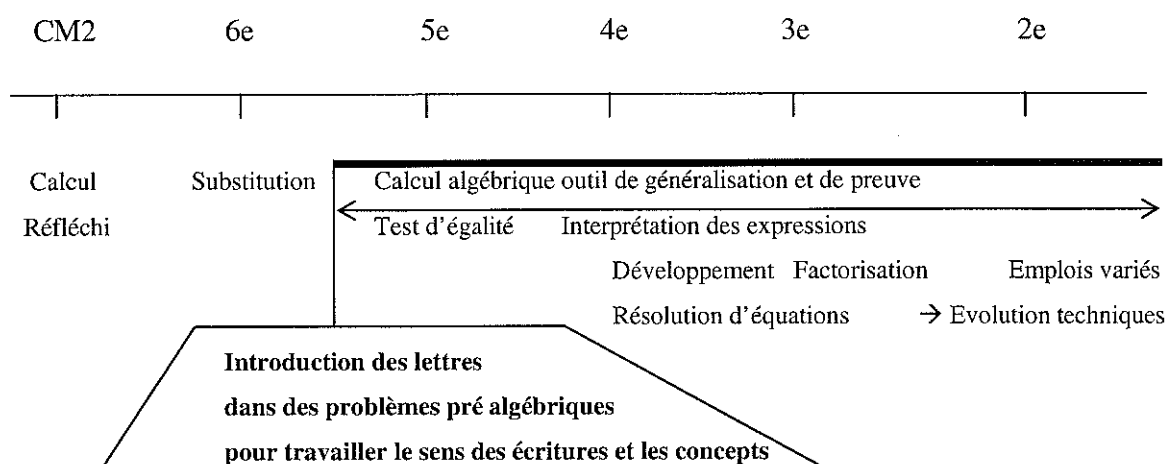 CM2 6e 5e 4e 3e 2e
Calcul Substitution Calcul algébrique outil de généralisation et de preuve
Réfléchi Test d'égalité Interprétation des expressions
Développement Factorisation Emplois variés
Résolution d'équations → Evolution techniques
Introduction des lettres
dans des problèmes pré algébriques
pour travailler le sens des écritures et les concepts